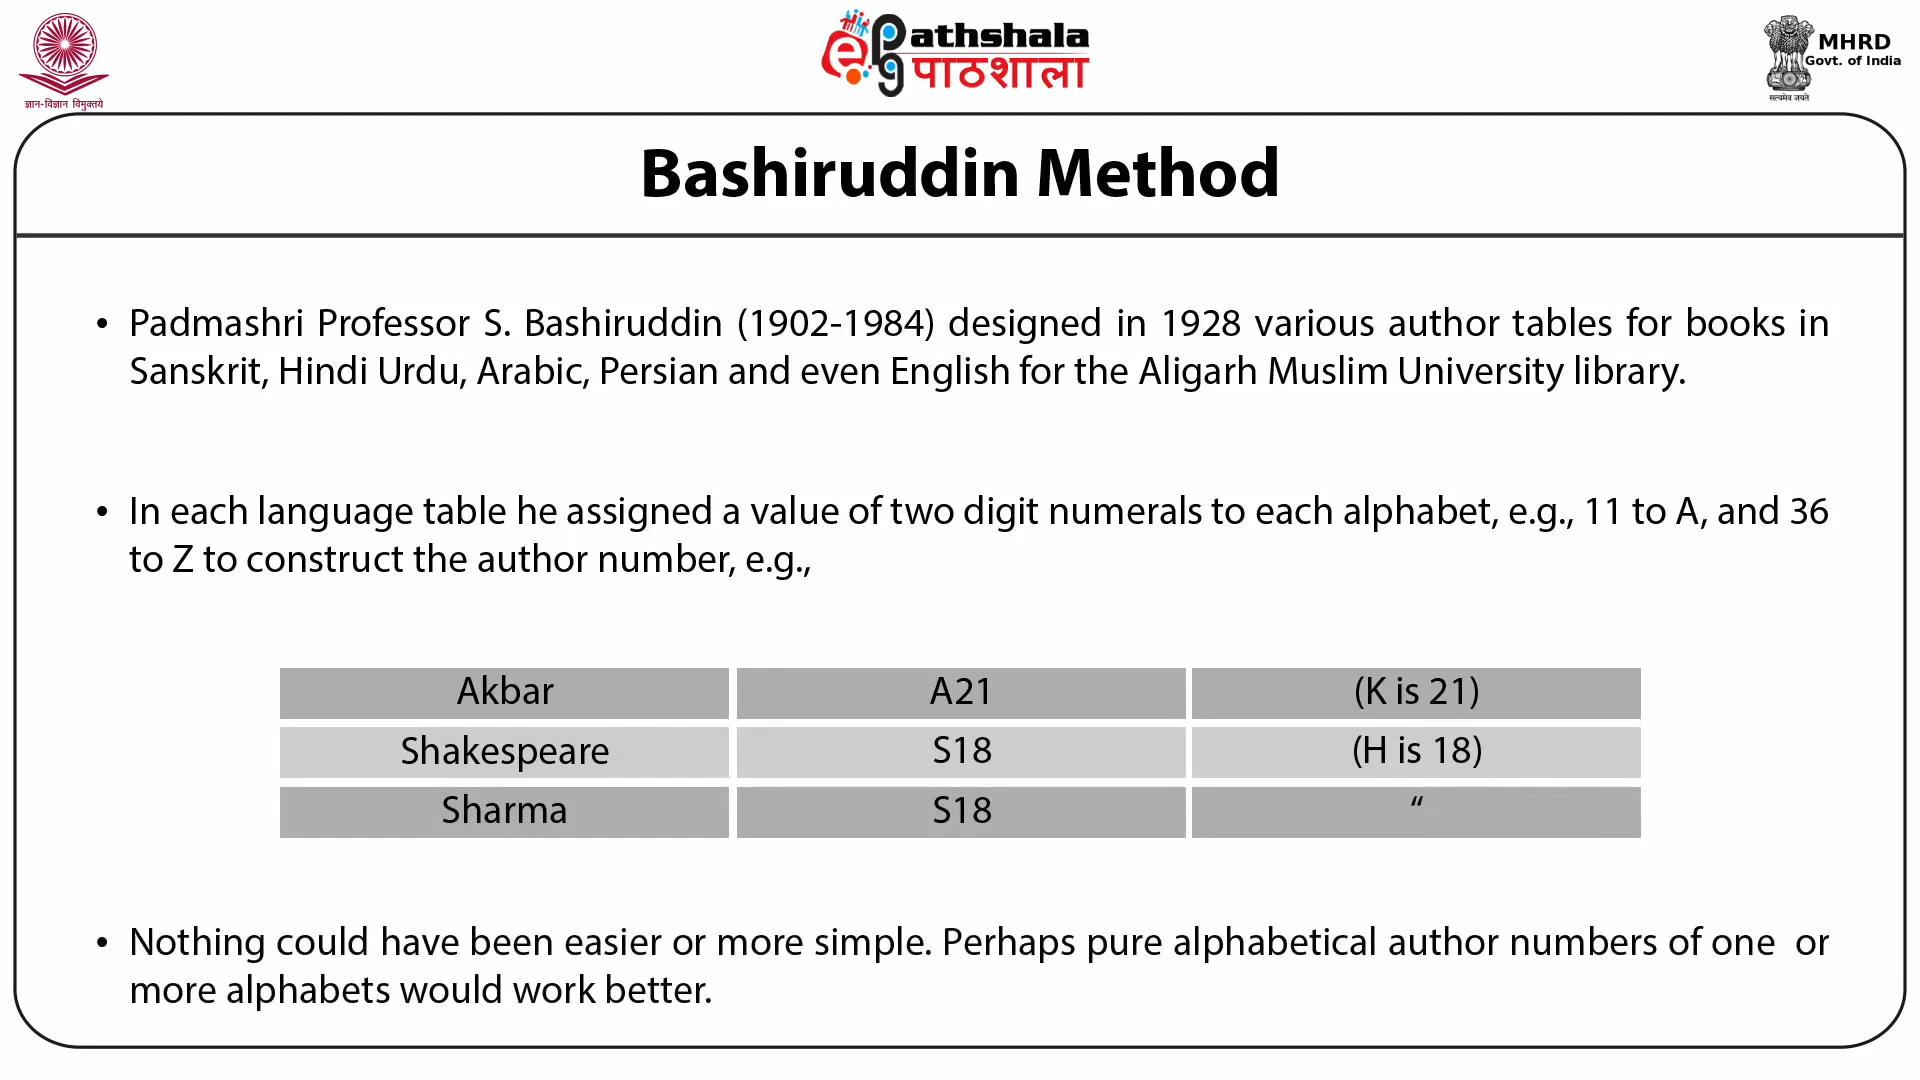 ज्ञान-विज्ञान विमुक्तये
ePathshala
पाठशाला
MHRD
Govt. of India
सत्यमेव जयते
Bashiruddin Method
• Padmashri Professor S. Bashiruddin (1902-1984) designed in 1928 various author tables for books in
Sanskrit, Hindi Urdu, Arabic, Persian and even English for the Aligarh Muslim University library.
• In each language table he assigned a value of two digit numerals to each alphabet, e.g., 11 to A, and 36
to Z to construct the author number, e.g.,
Akbar A21 (K is 21)
Shakespeare S18 (H is 18)
Sharma S18 “
• Nothing could have been easier or more simple. Perhaps pure alphabetical author numbers of one or
more alphabets would work better.